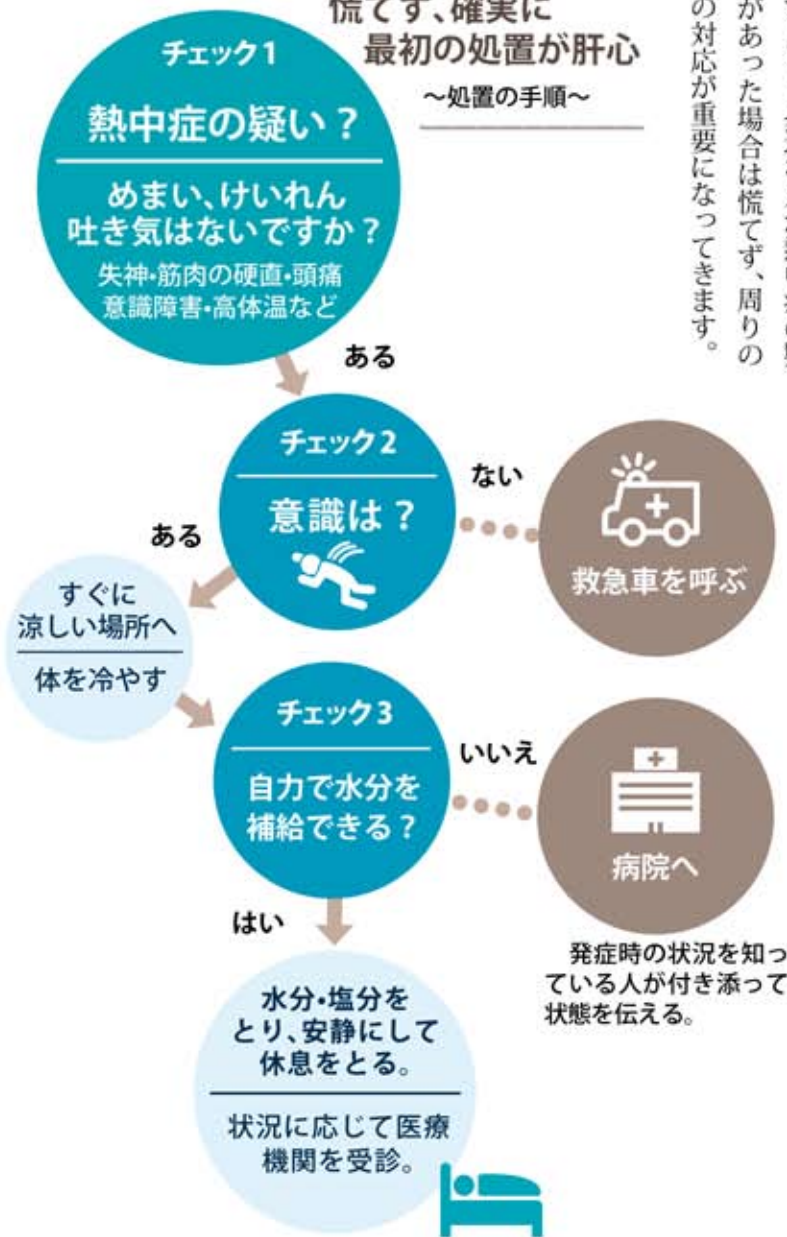 慌てず、確実に
最初の処置が肝心
～処置の手順～
があった場合は慌てず、周りの
の対応が重要になってきます。
チェック1
熱中症の疑い？
めまい、けいれん
吐き気はないですか？
失神・筋肉の硬直・頭痛
意識障害・高体温など
ある
チェック2
意識は？
ない
救急車を呼ぶ
ある
すぐに
涼しい場所へ
体を冷やす
チェック3
自力で水分を
補給できる？
いいえ
病院へ
発症時の状況を知っ
ている人が付き添って
状態を伝える。
はい
水分・塩分を
とり、安静にして
休息をとる。
状況に応じて医療
機関を受診。